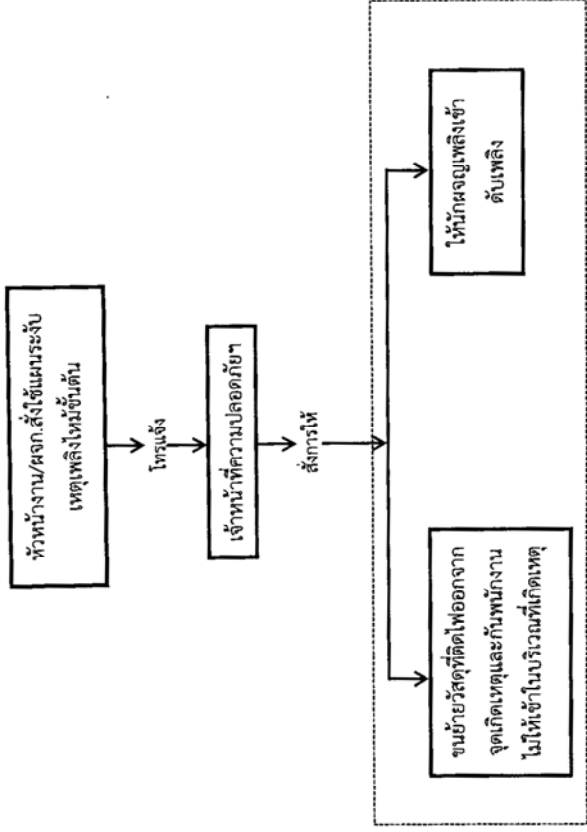 หัวหน้างาน/ผจก.สั่งใช้แผนระงับ
เหตุเพลิงไหม้ขั้นต้น
โทรแจ้ง
เจ้าหน้าที่ความปลอดภัยฯ
สั่งการให้
ขนย้ายวัสดุที่ติดไฟออกจาก
จุดเกิดเหตุและกันพนักงาน
ไม่ให้เข้าในบริเวณที่เกิดเหตุ
ให้นักผจญเพลิงเข้า
ดับเพลิง